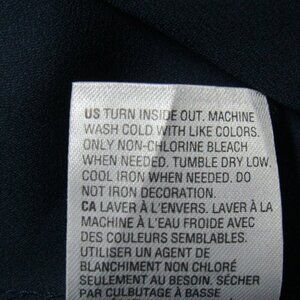 US TURN INSIDE OUT. MACHINE
WASH COLD WITH LIKE COLORS.
ONLY NON-CHLORINE BLEACH
WHEN NEEDED. TUMBLE DRY LOW.
COOL IRON WHEN NEEDED. DO
NOT IRON DECORATION.
CA LAVER À L'ENVERS. LAVER À LA
MACHINE À L'EAU FROIDE AVEC
DES COULEURS SEMBLABLES.
UTILISER UN AGENT DE
BLANCHIMENT NON CHLORÉ
SEULEMENT AU BESOIN. SÉCHER
PAR CULBUTAGE À BASSE